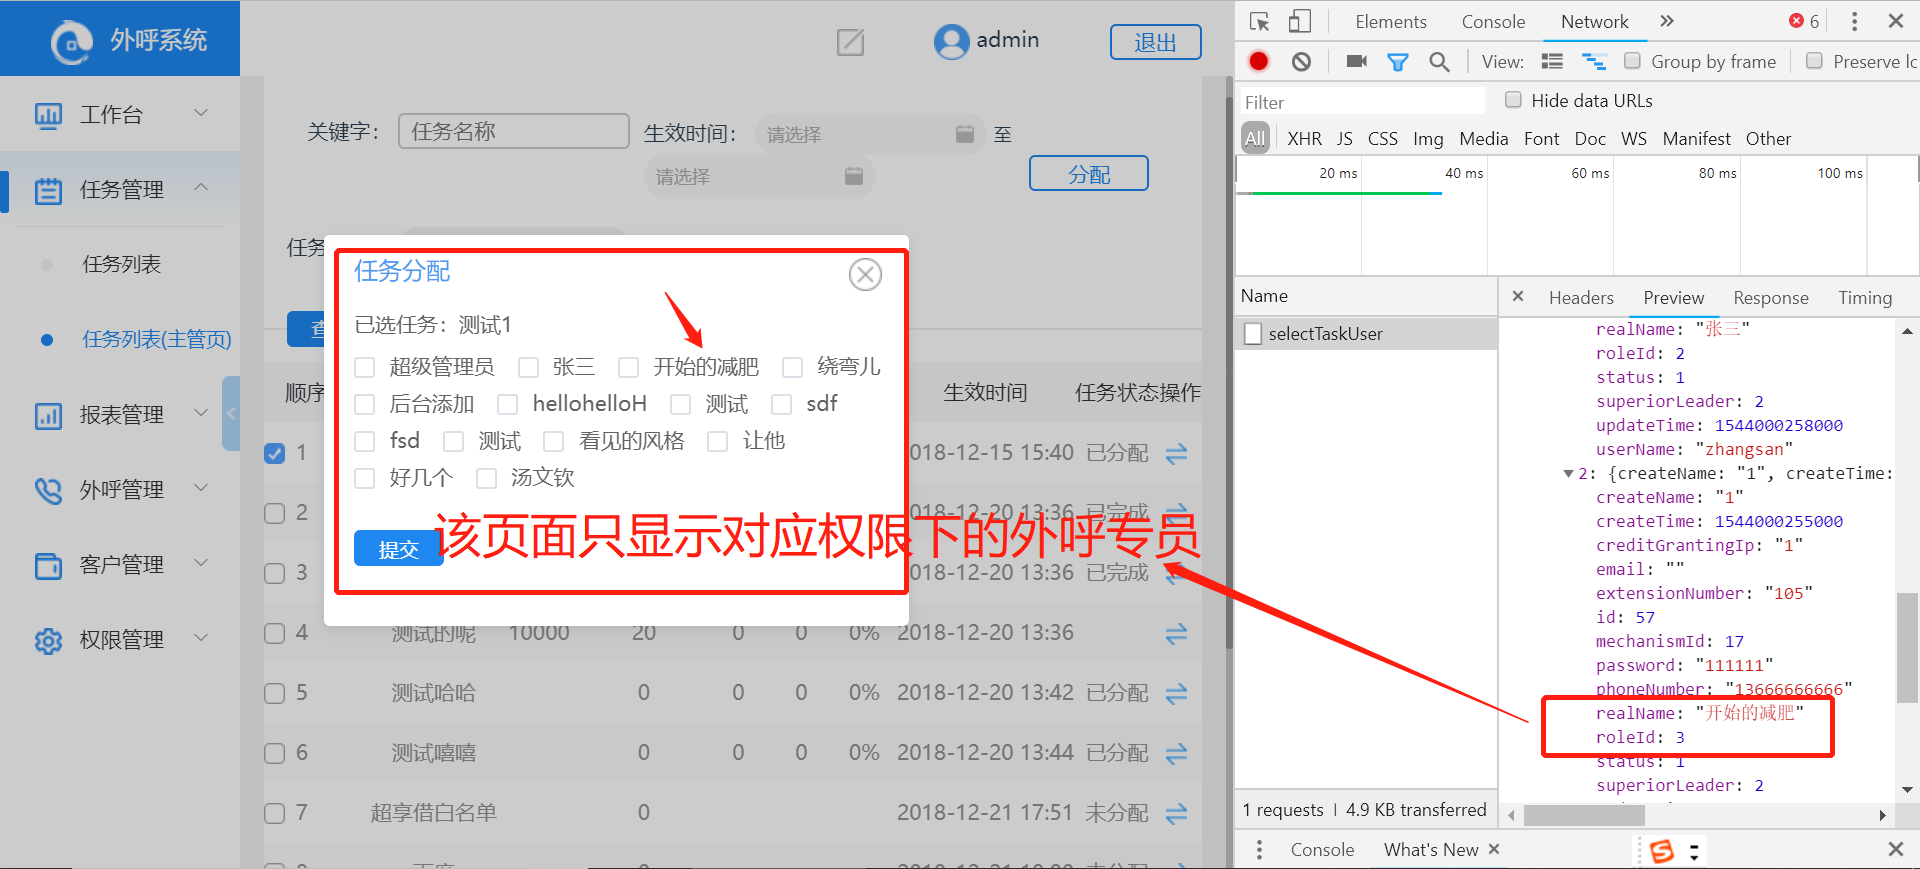 外呼系统
admin
退出
工作台
任务管理
任务列表
任务列表(主管页)
报表管理
外呼管理
客户管理
权限管理
关键字：
任务名称
生效时间：
请选择
至
请选择
分配
任务分配
已选任务：测试1
超级管理员 张三 开始的减肥 绕弯儿
后台添加 hellohelloH 测试 sdf
fsd 测试 看见的风格 让他
好几个 汤文钦
提交
该页面只显示对应权限下的外呼专员
顺序 生效时间 任务状态 操作
1 018-12-15 15:40 已分配
2 018-12-20 13:36 已完成
3 018-12-20 13:36 已完成
4 测试的呢 10000 20 0 0 0% 2018-12-20 13:36
5 测试哈哈 0 0 0 0% 2018-12-20 13:42 已分配
6 测试嘻嘻 0 0 0 0% 2018-12-20 13:44 已分配
7 超享借白名单 0 2018-12-21 17:51 未分配
Elements Console Network 6
View: Group by frame Preserve lc
Filter Hide data URLs
All XHR JS CSS Img Media Font Doc WS Manifest Other
20 ms 40 ms 60 ms 80 ms 100 ms
Name
selectTaskUser
Headers Preview Response Timing
realName: "张三"
roleId: 2
status: 1
superiorLeader: 2
updateTime: 1544000258000
userName: "zhangsan"
2: {createName: "1", createTime:
createName: "1"
createTime: 1544000255000
creditGrantingIp: "1"
email: ""
extensionNumber: "105"
id: 57
mechanismId: 17
password: "111111"
phoneNumber: "13666666666"
realName: "开始的减肥"
roleId: 3
status: 1
superiorLeader: 2
1 requests 4.9 KB transferred
Console What's New